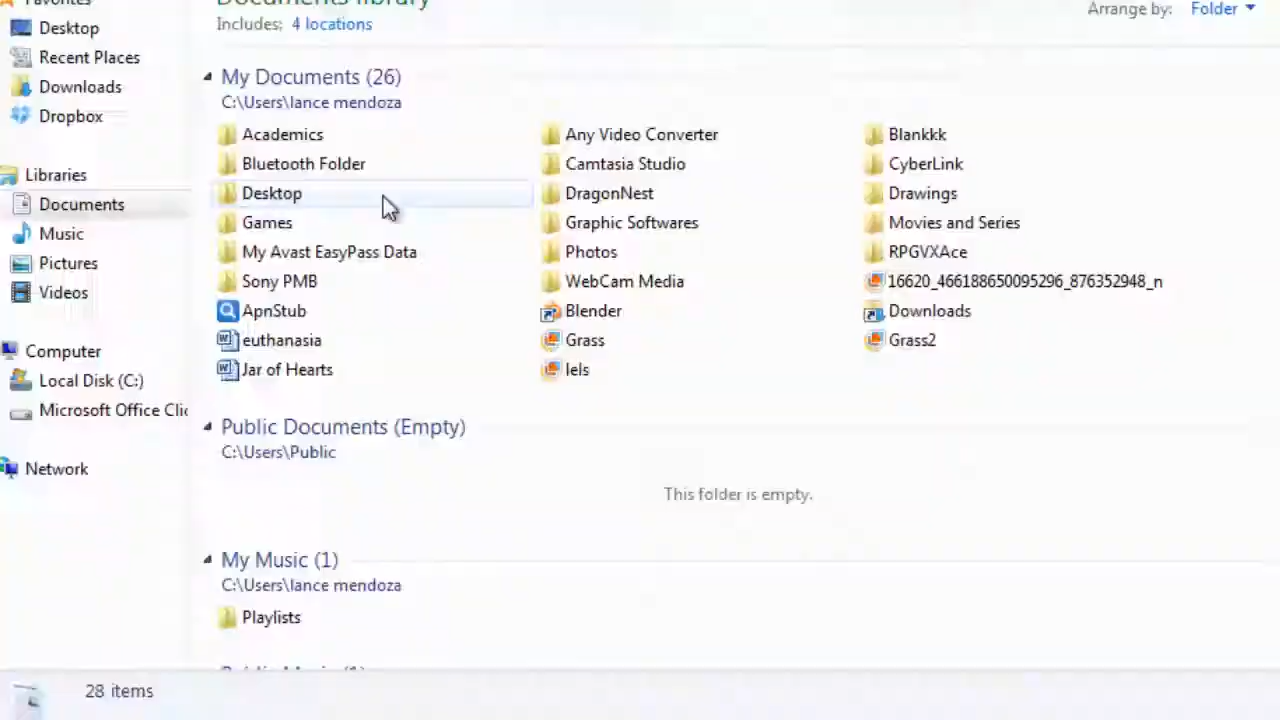 Favorites
Desktop
Recent Places
Downloads
Dropbox
Libraries
Documents
Music
Pictures
Videos
Computer
Local Disk (C:)
Microsoft Office Clic
Network
Documents library
Includes: 4 locations
Arrange by: Folder
My Documents (26)
C:\Users\lance mendoza
Academics Any Video Converter Blankkk
Bluetooth Folder Camtasia Studio CyberLink
Desktop DragonNest Drawings
Games Graphic Softwares Movies and Series
My Avast EasyPass Data Photos RPGVXAce
Sony PMB WebCam Media 16620_466188650095296_876352948_n
ApnStub Blender Downloads
euthanasia Grass Grass2
Jar of Hearts lels
Public Documents (Empty)
C:\Users\Public
This folder is empty.
My Music (1)
C:\Users\lance mendoza
Playlists
Public Music (1)
28 items